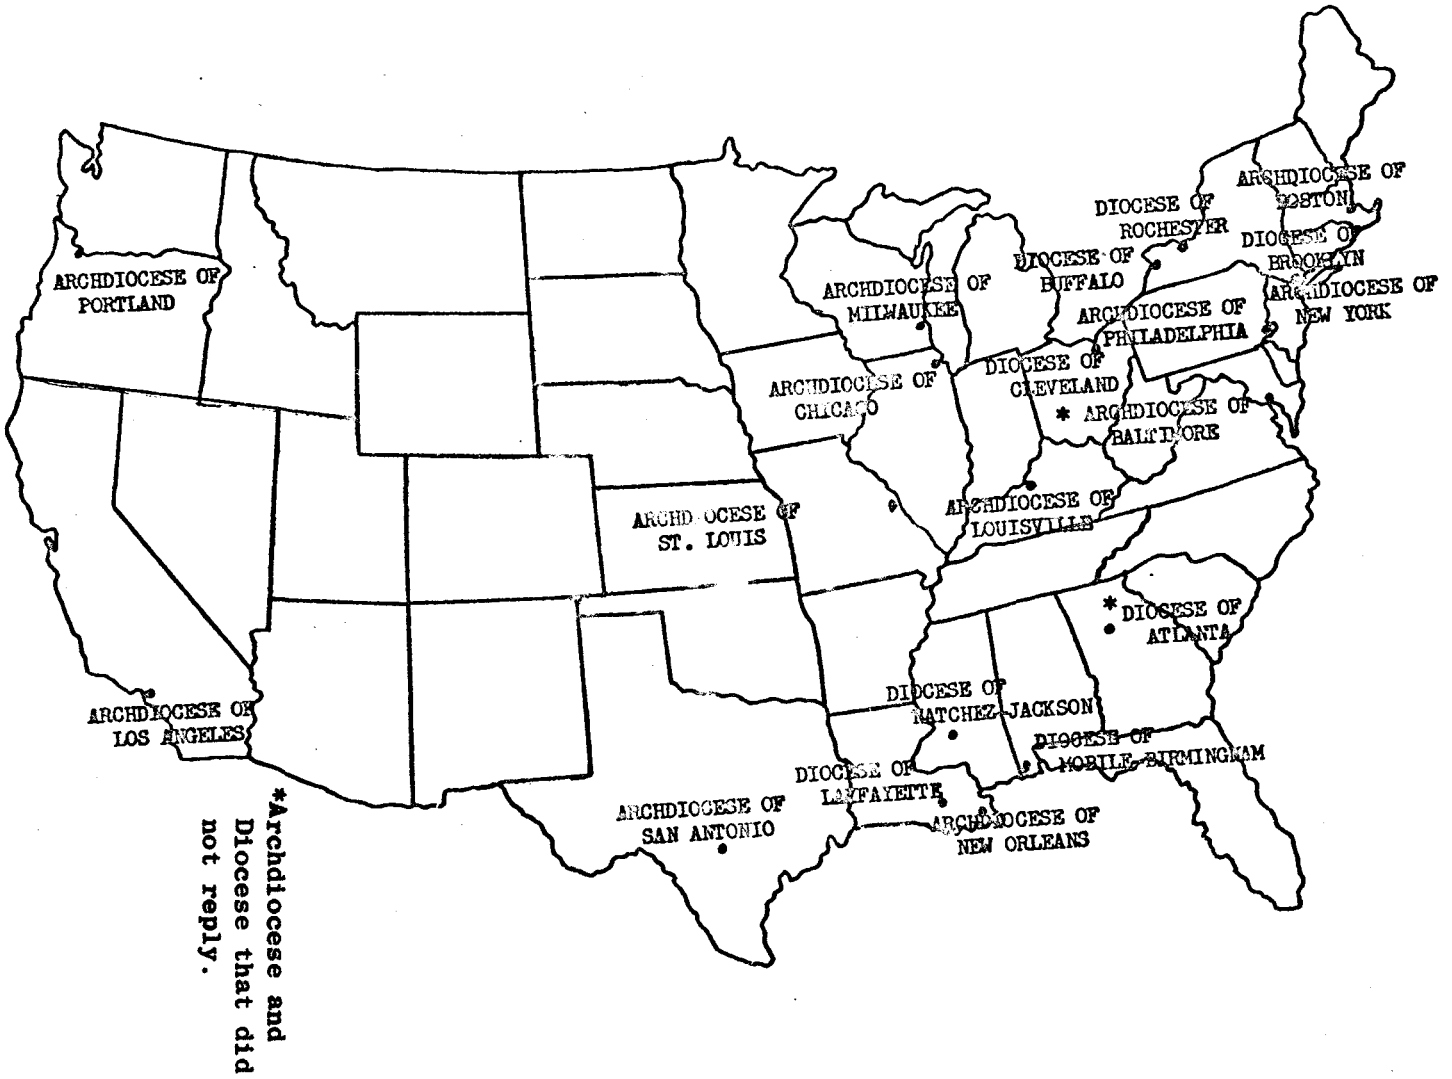 ARCHDIOCESE OF
BOSTON
DIOCESE OF
ROCHESTER
DIOCESE OF
BROOKLYN
DIOCESE OF
BUFFALO
ARCHDIOCESE OF
PORTLAND
ARCHDIOCESE OF
MILWAUKEE
ARCHDIOCESE OF
NEW YORK
ARCHDIOCESE OF
PHILADELPHIA
DIOCESE OF
CLEVELAND
ARCHDIOCESE OF
CHICAGO
* ARCHDIOCESE OF
BALTIMORE
ARCHDIOCESE OF
LOUISVILLE
ARCHDIOCESE OF
ST. LOUIS
* DIOCESE OF
ATLANTA
DIOCESE OF
NATCHEZ-JACKSON
ARCHDIOCESE OF
LOS ANGELES
DIOCESE OF
MOBILE-BIRMINGHAM
DIOCESE OF
LAYFAYETTE
ARCHDIOCESE OF
SAN ANTONIO
ARCHDIOCESE OF
NEW ORLEANS
*Archdiocese and
Diocese that did
not reply.